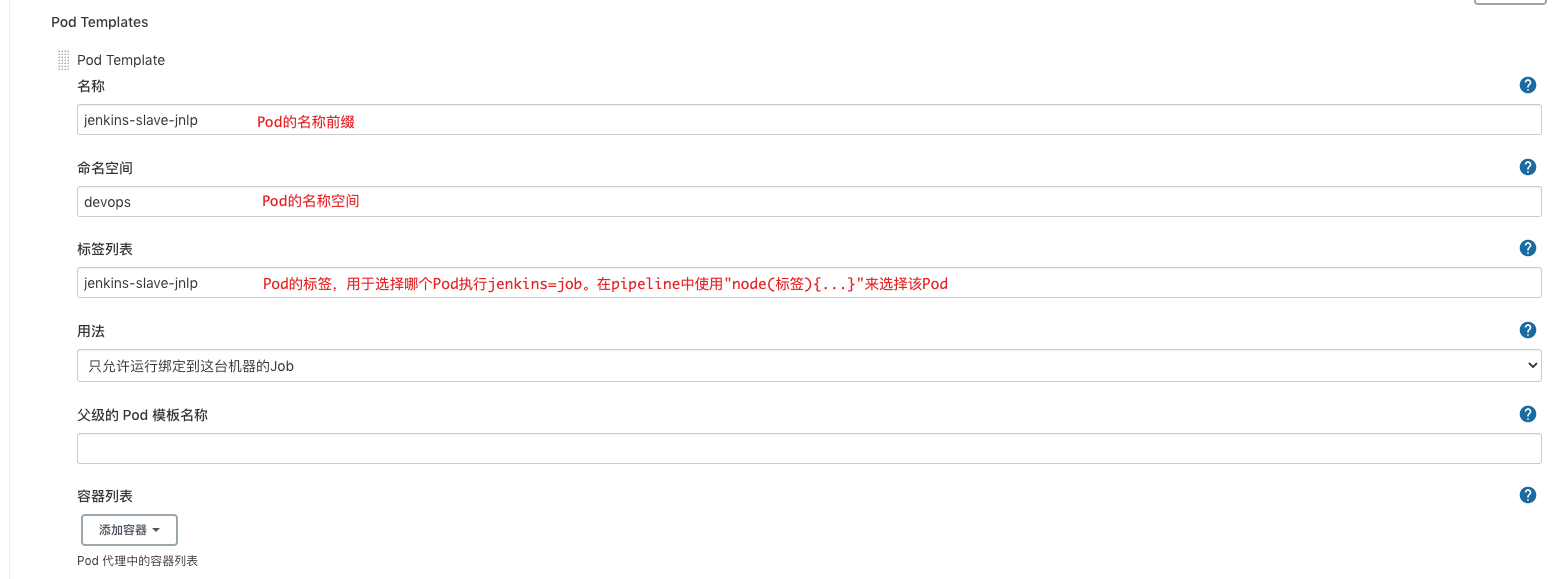 Pod Templates
Pod Template
名称
jenkins-slave-jnlp Pod的名称前缀
命名空间
devops Pod的名称空间
标签列表
jenkins-slave-jnlp Pod的标签，用于选择哪个Pod执行jenkins=job。在pipeline中使用"node(标签){...}"来选择该Pod
用法
只允许运行绑定到这台机器的Job
父级的 Pod 模板名称
容器列表
添加容器
Pod 代理中的容器列表